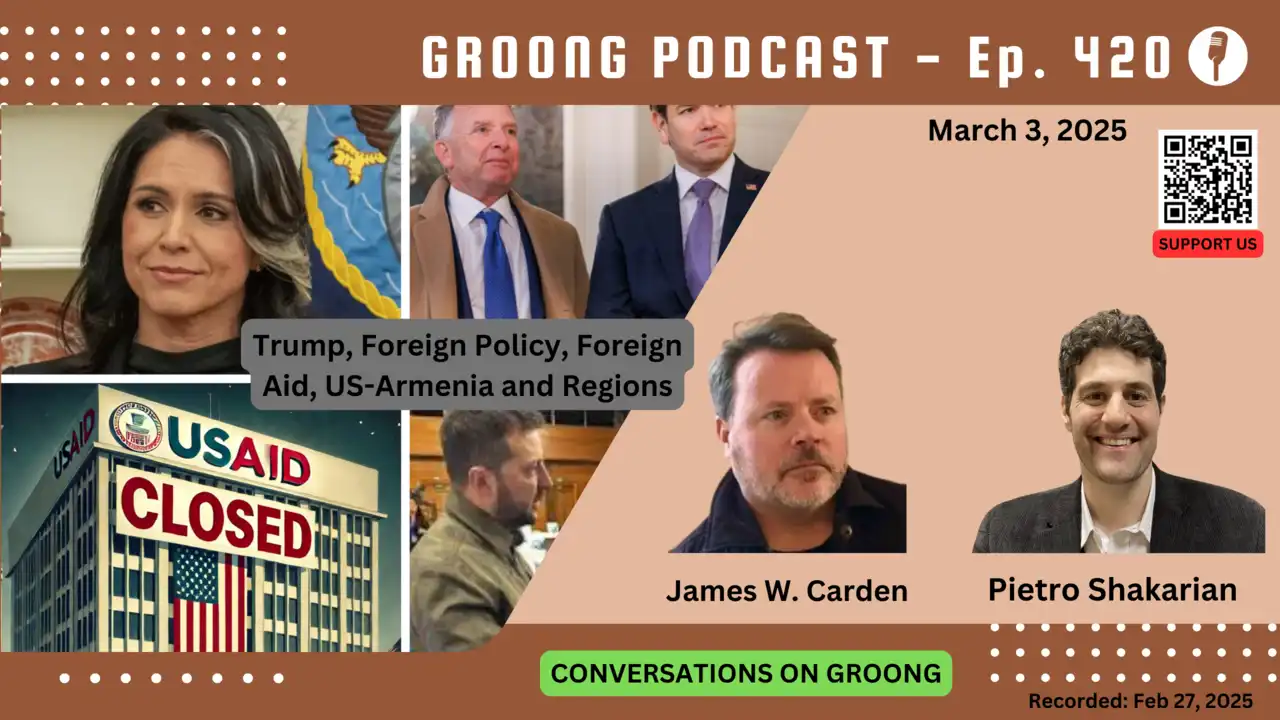 GROONG PODCAST – Ep. 420
March 3, 2025
SUPPORT US
Trump, Foreign Policy, Foreign
Aid, US-Armenia and Regions
USAID
USAID
CLOSED
James W. Carden
Pietro Shakarian
CONVERSATIONS ON GROONG
Recorded: Feb 27, 2025